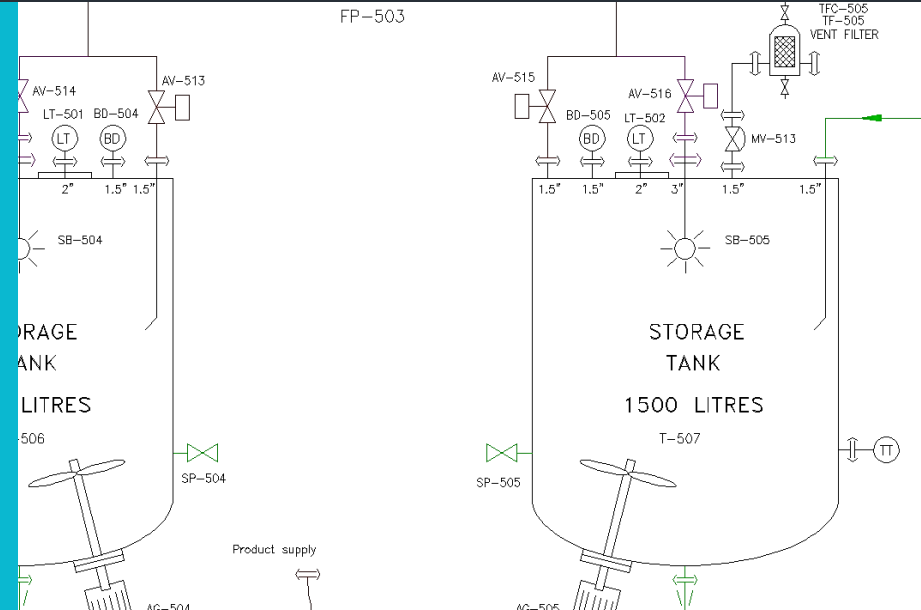 FP-503
TFC-505
TF-505
VENT FILTER
AV-514
AV-513
AV-515
AV-516
LT-501
BD-504
BD-505
LT-502
MV-513
LT
BD
BD
LT
2"
1.5"
1.5"
1.5"
1.5"
2"
3"
1.5"
1.5"
SB-504
SB-505
ORAGE
ANK
LITRES
-506
STORAGE
TANK
1500 LITRES
T-507
SP-504
SP-505
TT
Product supply
AG-504
AG-505